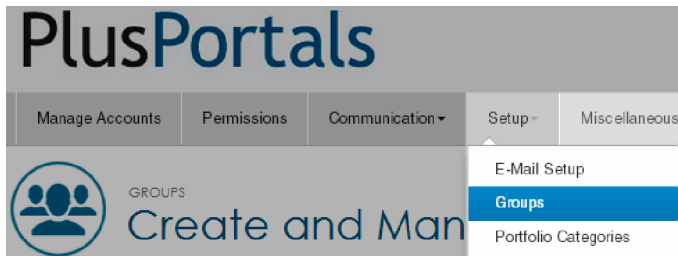 PlusPortals
Manage Accounts Permissions Communication Setup Miscellaneous
E-Mail Setup
GROUPS
Groups
Create and Man
Portfolio Categories